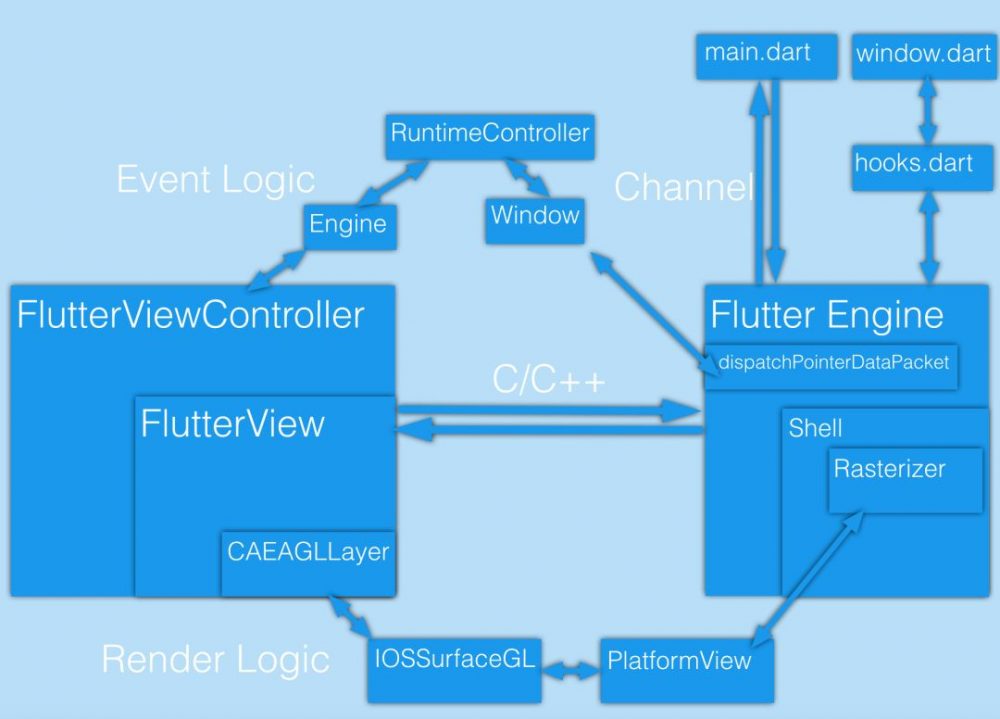 main.dart
window.dart
RuntimeController
hooks.dart
Event Logic
Channel
Engine
Window
FlutterViewController
Flutter Engine
dispatchPointerDataPacket
C/C++
FlutterView
Shell
Rasterizer
CAEAGLLayer
Render Logic
IOSSurfaceGL
PlatformView